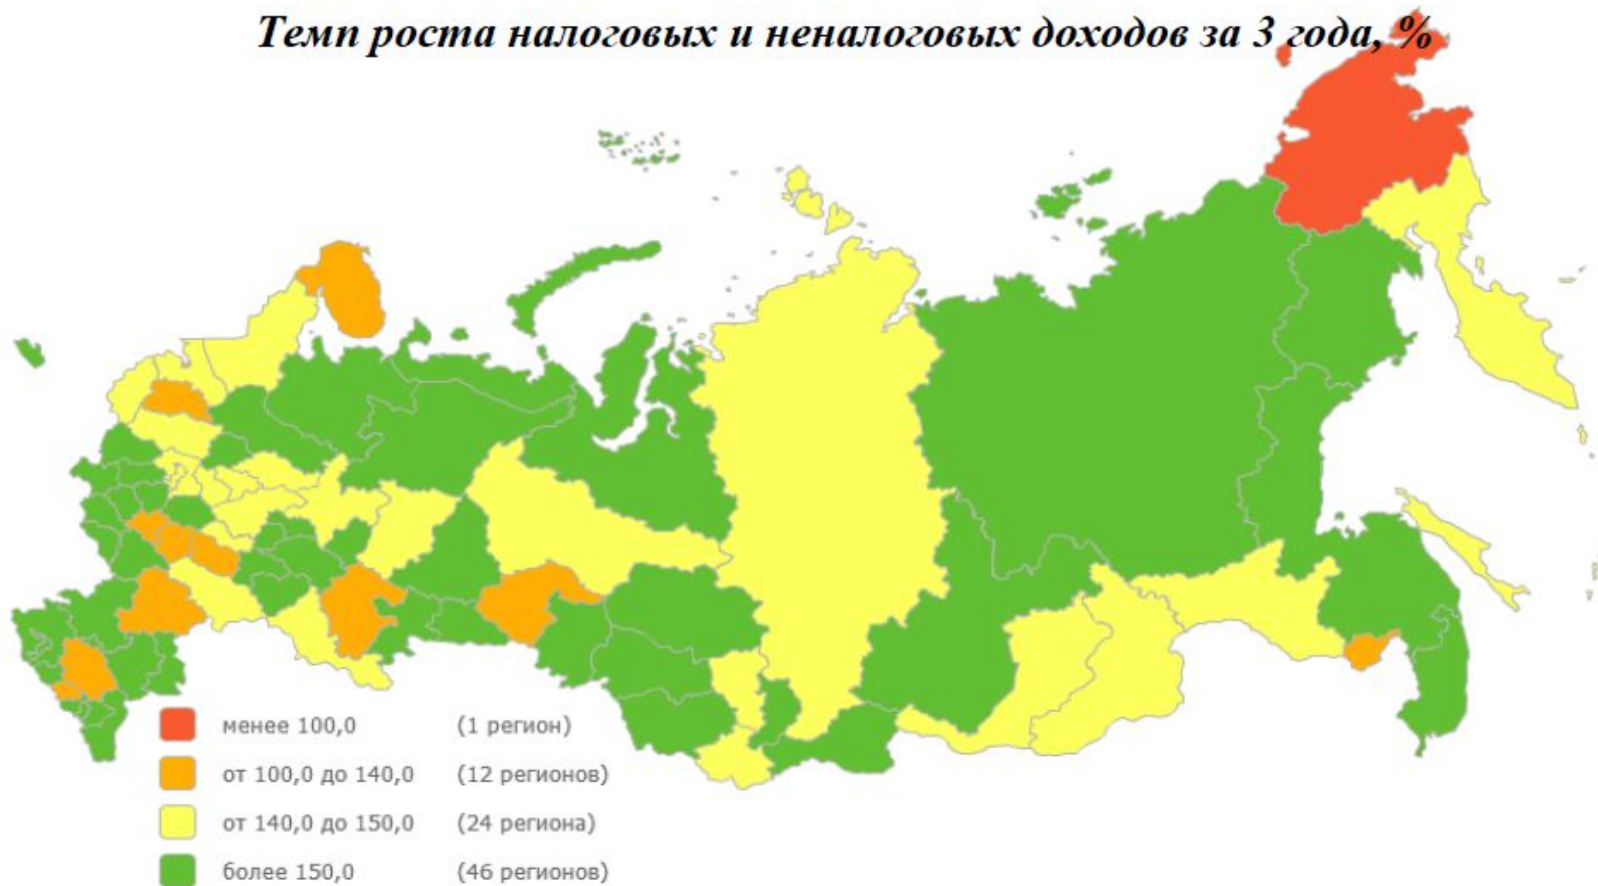 Темп роста налоговых и неналоговых доходов за 3 года, %
менее 100,0 (1 регион)
от 100,0 до 140,0 (12 регионов)
от 140,0 до 150,0 (24 региона)
более 150,0 (46 регионов)